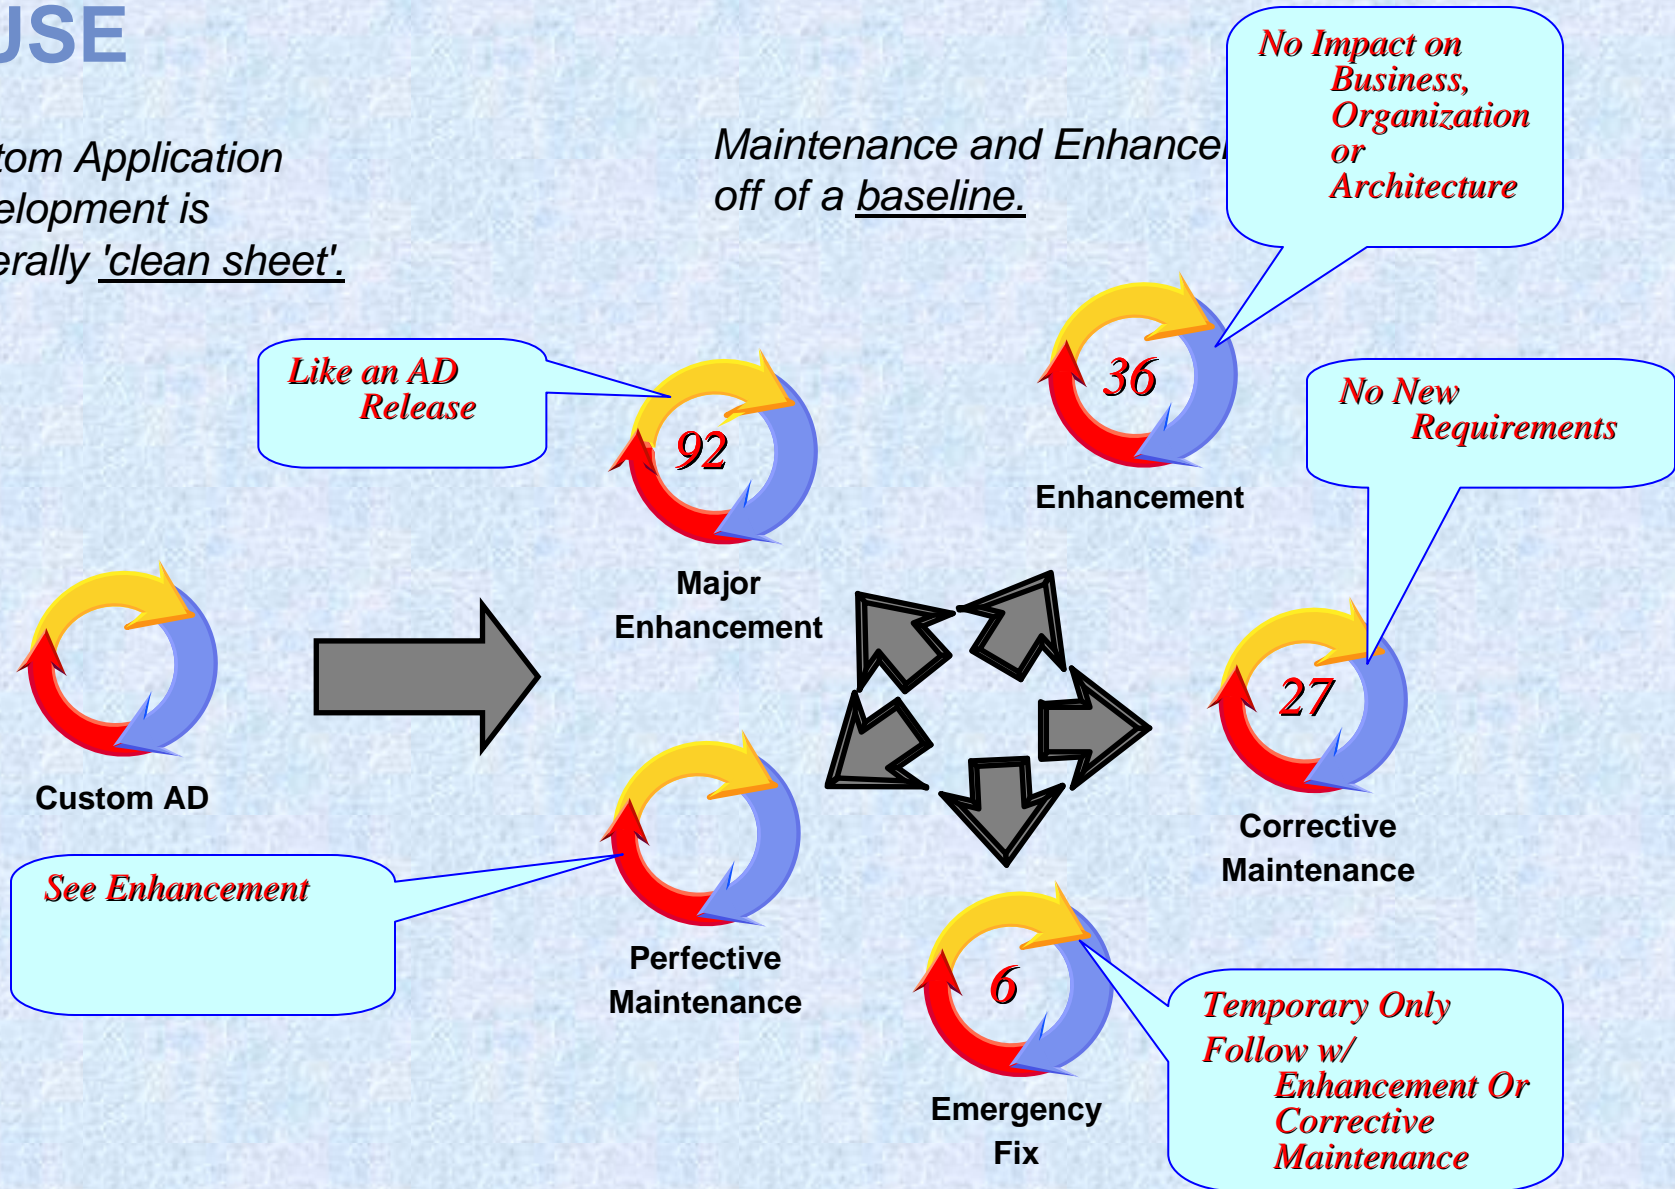 USE
tom Application
elopment is
erally 'clean sheet'.
Maintenance and Enhance
off of a baseline.
No Impact on
Business,
Organization
or
Architecture
Like an AD
Release
92
Major
Enhancement
36
Enhancement
No New
Requirements
27
Corrective
Maintenance
Custom AD
See Enhancement
Perfective
Maintenance
6
Emergency
Fix
Temporary Only
Follow w/
Enhancement Or
Corrective
Maintenance